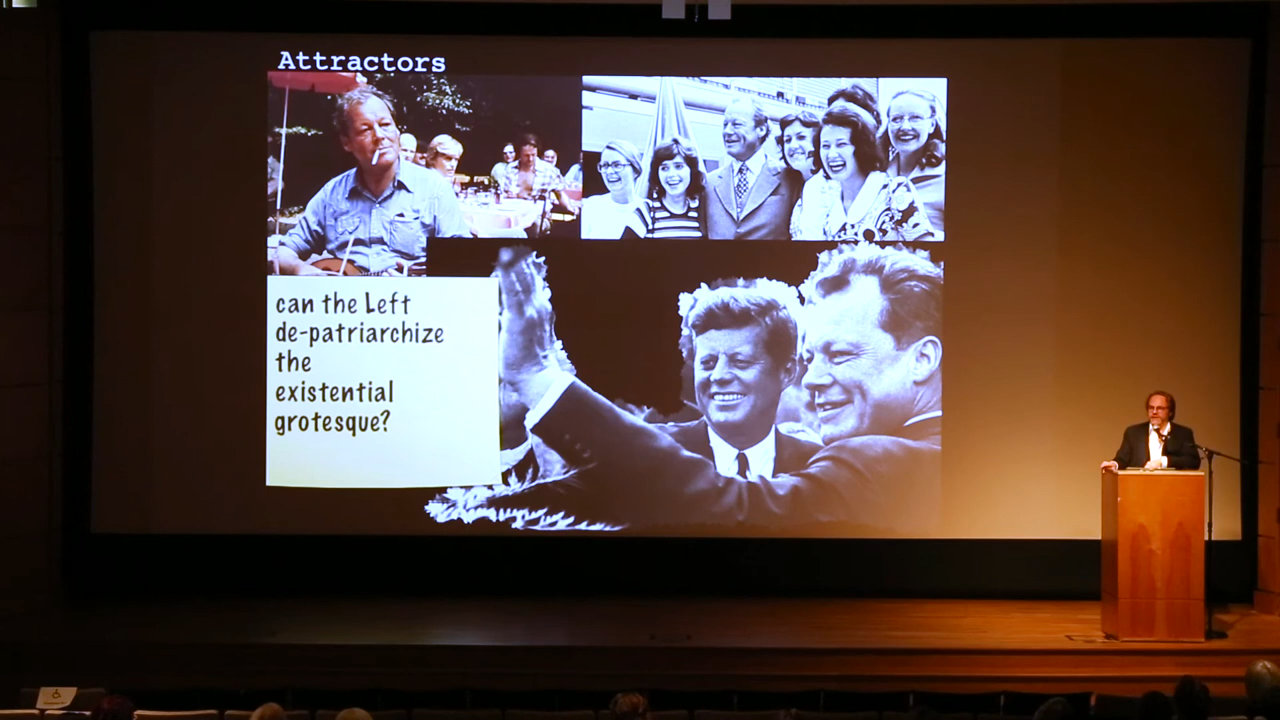 Attractors
can the Left
de-patriarchize
the
existential
grotesque?